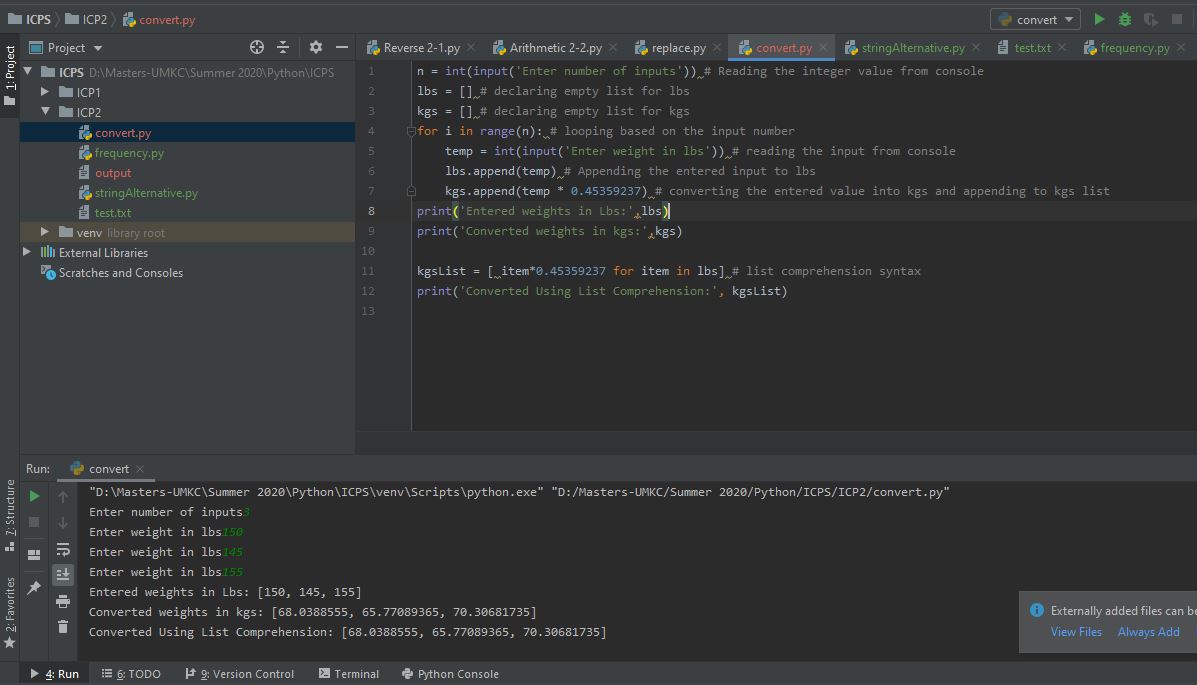 ICPS ICP2 convert.py convert
1: Project
Project
Reverse 2-1.py Arithmetic 2-2.py replace.py convert.py stringAlternative.py test.txt frequency.py
ICPS D:\Masters-UMKC\Summer 2020\Python\ICPS
ICP1
ICP2
convert.py
frequency.py
output
stringAlternative.py
test.txt
venv library root
External Libraries
Scratches and Consoles
1 n = int(input('Enter number of inputs')) # Reading the integer value from console
2 lbs = [] # declaring empty list for lbs
3 kgs = [] # declaring empty list for kgs
4 for i in range(n): # looping based on the input number
5 temp = int(input('Enter weight in lbs')) # reading the input from console
6 lbs.append(temp) # Appending the entered input to lbs
7 kgs.append(temp * 0.45359237) # converting the entered value into kgs and appending to kgs list
8 print('Entered weights in Lbs:',lbs)
9 print('Converted weights in kgs:',kgs)
10
11 kgsList = [ item*0.45359237 for item in lbs] # list comprehension syntax
12 print('Converted Using List Comprehension:', kgsList)
13
Run: convert
"D:\Masters-UMKC\Summer 2020\Python\ICPS\venv\Scripts\python.exe" "D:/Masters-UMKC/Summer 2020/Python/ICPS/ICP2/convert.py"
Enter number of inputs3
Enter weight in lbs150
Enter weight in lbs145
Enter weight in lbs155
Entered weights in Lbs: [150, 145, 155]
Converted weights in kgs: [68.0388555, 65.77089365, 70.30681735]
Converted Using List Comprehension: [68.0388555, 65.77089365, 70.30681735]
7: Structure
2: Favorites
Externally added files can be
View Files Always Add
4: Run 6: TODO 9: Version Control Terminal Python Console